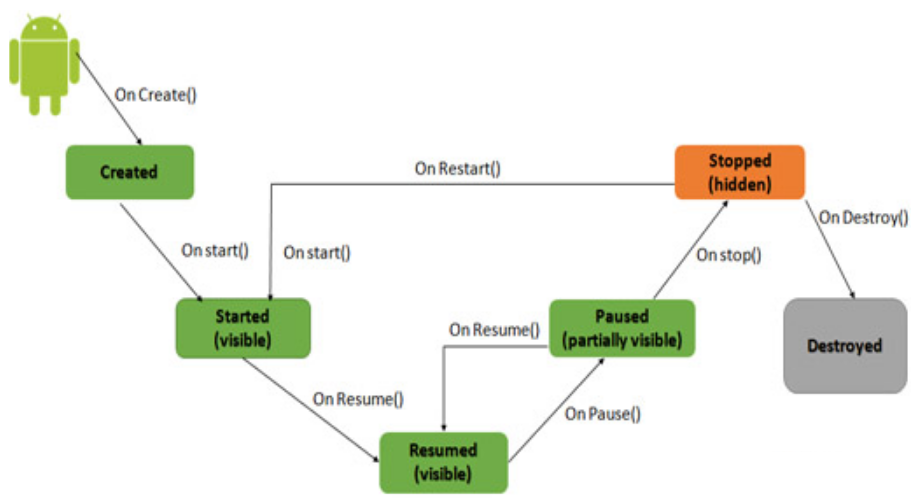 On Create()
Created
On Restart()
Stopped
(hidden)
On start()
On start()
On stop()
On Destroy()
Started
(visible)
On Resume()
Paused
(partially visible)
Destroyed
On Resume()
On Pause()
Resumed
(visible)